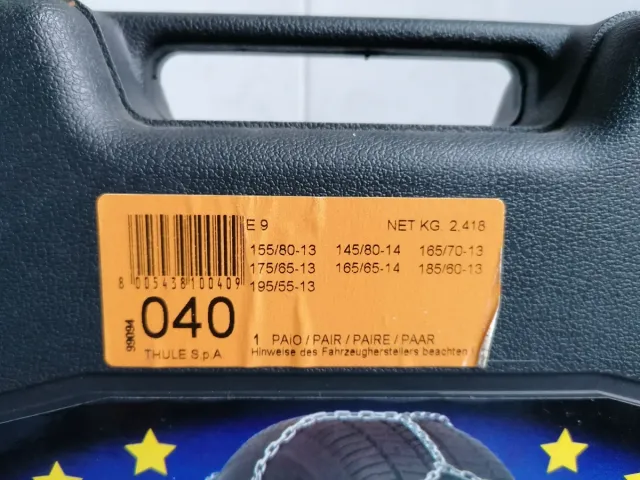 E 9 NET KG. 2,418
155/80-13 145/80-14 165/70-13
175/65-13 165/65-14 185/60-13
195/55-13
8 005438 100409
99094
040
1 PAiO / PAIR / PAIRE / PAAR
THULE S.p.A.
Hinweise des Fahrzeugherstellers beachten !